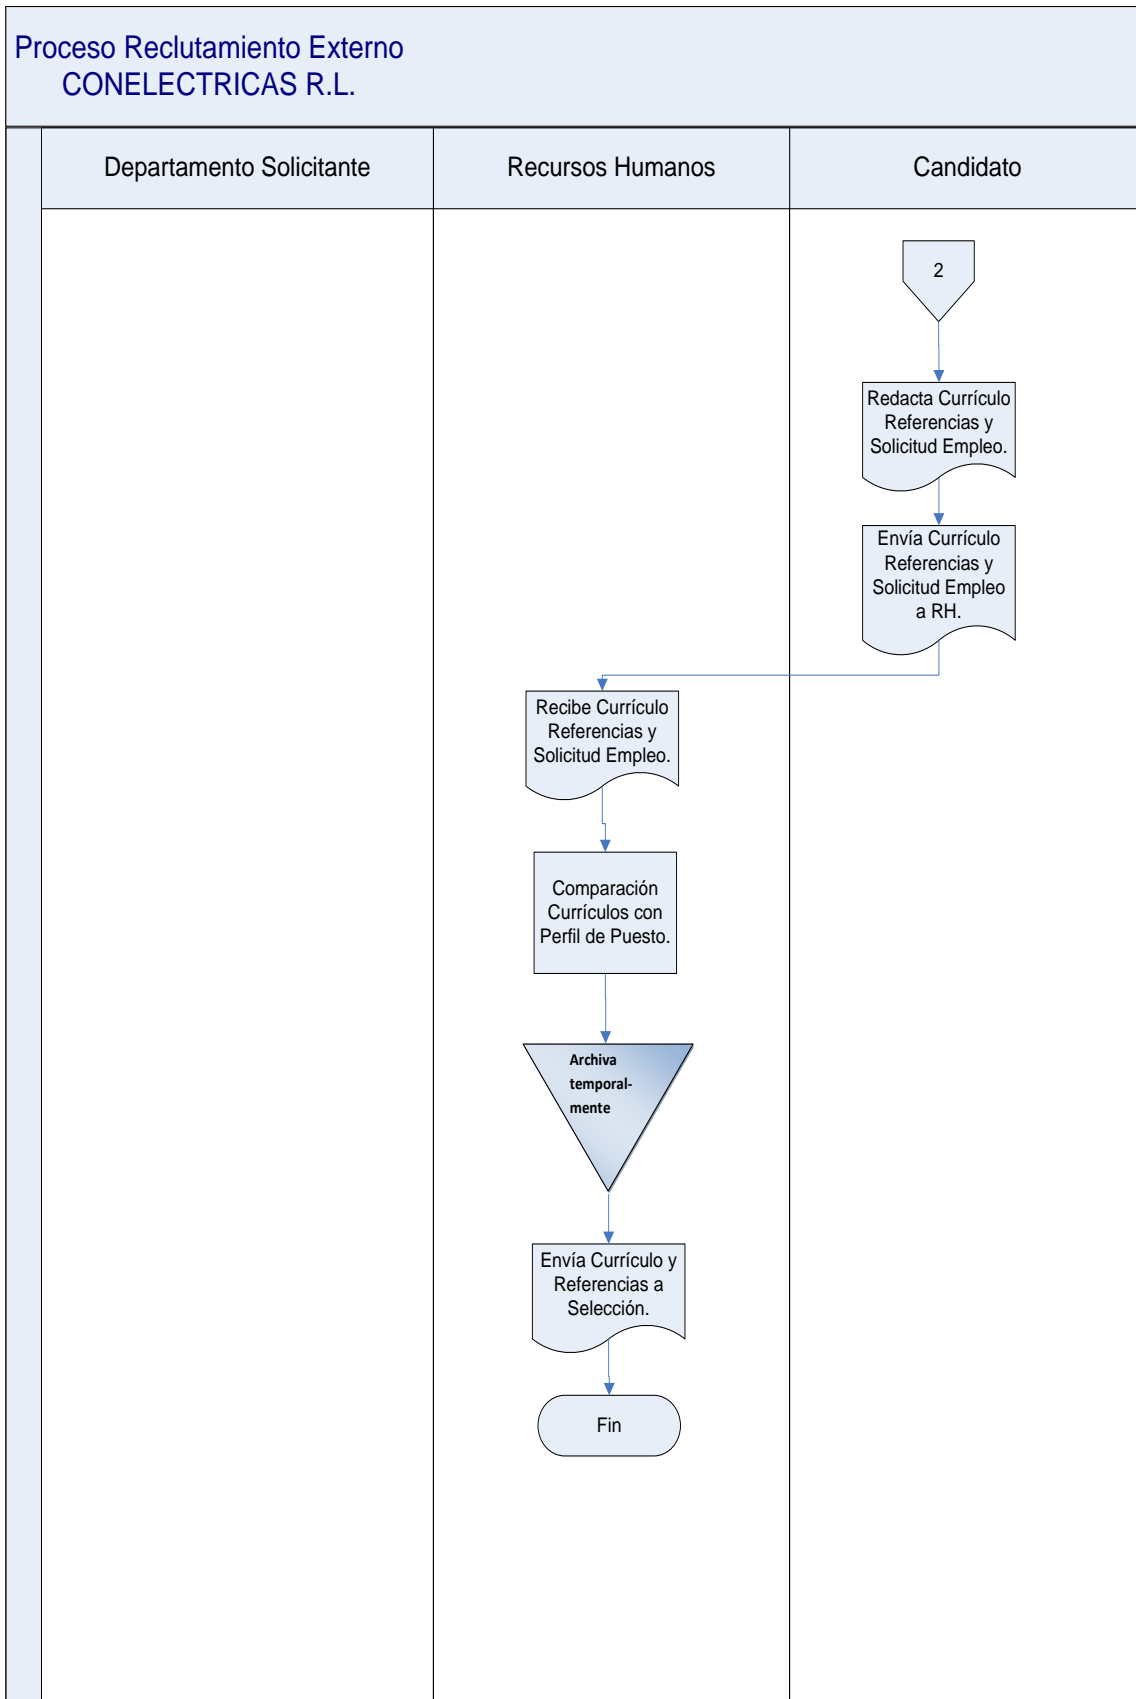 Proceso Reclutamiento Externo
CONELECTRICAS R.L.
Departamento Solicitante
Recursos Humanos
Candidato
2
Redacta Currículo
Referencias y
Solicitud Empleo.
Envía Currículo
Referencias y
Solicitud Empleo
a RH.
Recibe Currículo
Referencias y
Solicitud Empleo.
Comparación
Currículos con
Perfil de Puesto.
Archiva
temporal-
mente
Envía Currículo y
Referencias a
Selección.
Fin